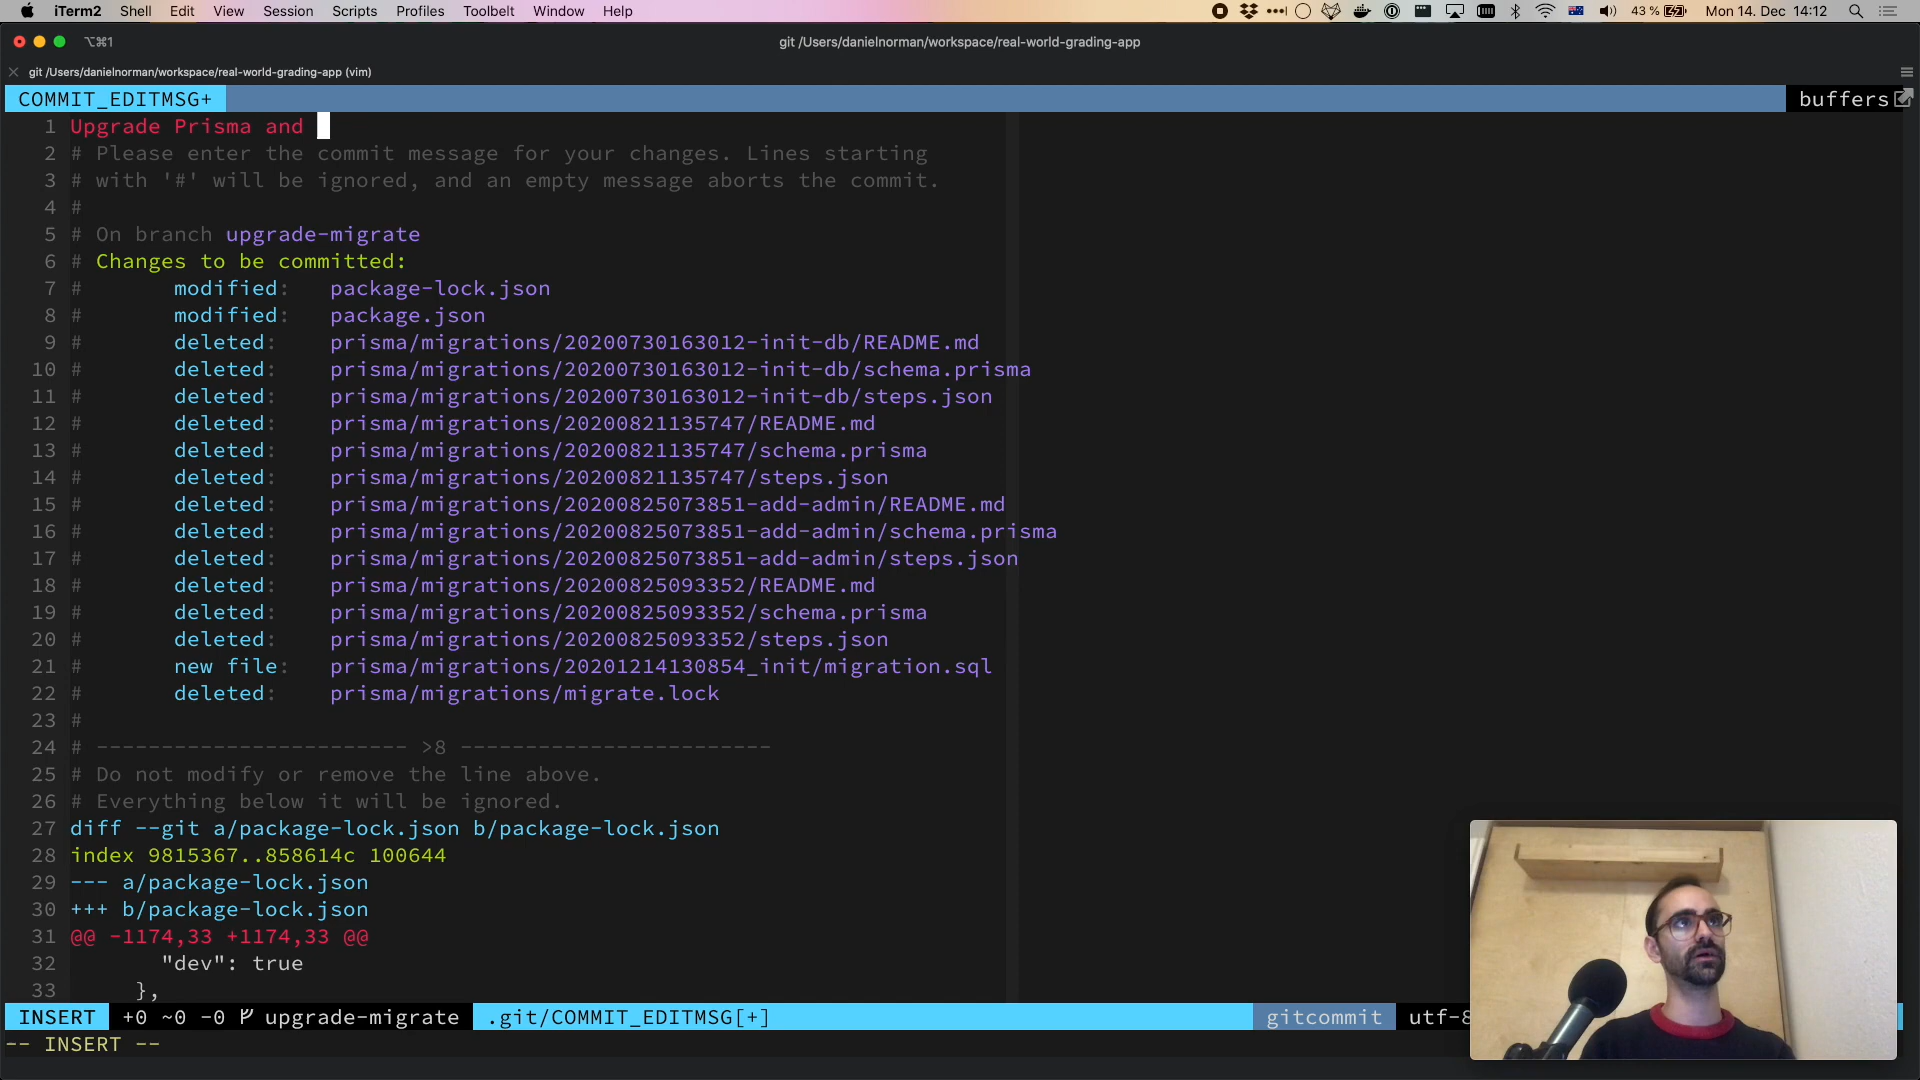 iTerm2 Shell Edit View Session Scripts Profiles Toolbelt Window Help 43 % Mon 14. Dec 14:12
⌥⌘1 git /Users/danielnorman/workspace/real-world-grading-app
git /Users/danielnorman/workspace/real-world-grading-app (vim)
COMMIT_EDITMSG+ buffers
1 Upgrade Prisma and
2 # Please enter the commit message for your changes. Lines starting
3 # with '#' will be ignored, and an empty message aborts the commit.
4 #
5 # On branch upgrade-migrate
6 # Changes to be committed:
7 # modified: package-lock.json
8 # modified: package.json
9 # deleted: prisma/migrations/20200730163012-init-db/README.md
10 # deleted: prisma/migrations/20200730163012-init-db/schema.prisma
11 # deleted: prisma/migrations/20200730163012-init-db/steps.json
12 # deleted: prisma/migrations/20200821135747/README.md
13 # deleted: prisma/migrations/20200821135747/schema.prisma
14 # deleted: prisma/migrations/20200821135747/steps.json
15 # deleted: prisma/migrations/20200825073851-add-admin/README.md
16 # deleted: prisma/migrations/20200825073851-add-admin/schema.prisma
17 # deleted: prisma/migrations/20200825073851-add-admin/steps.json
18 # deleted: prisma/migrations/20200825093352/README.md
19 # deleted: prisma/migrations/20200825093352/schema.prisma
20 # deleted: prisma/migrations/20200825093352/steps.json
21 # new file: prisma/migrations/20201214130854_init/migration.sql
22 # deleted: prisma/migrations/migrate.lock
23 #
24 # ------------------------ >8 ------------------------
25 # Do not modify or remove the line above.
26 # Everything below it will be ignored.
27 diff --git a/package-lock.json b/package-lock.json
28 index 9815367..858614c 100644
29 --- a/package-lock.json
30 +++ b/package-lock.json
31 @@ -1174,33 +1174,33 @@
32 "dev": true
33 },
INSERT +0 ~0 -0 upgrade-migrate .git/COMMIT_EDITMSG[+] gitcommit utf-8
-- INSERT --